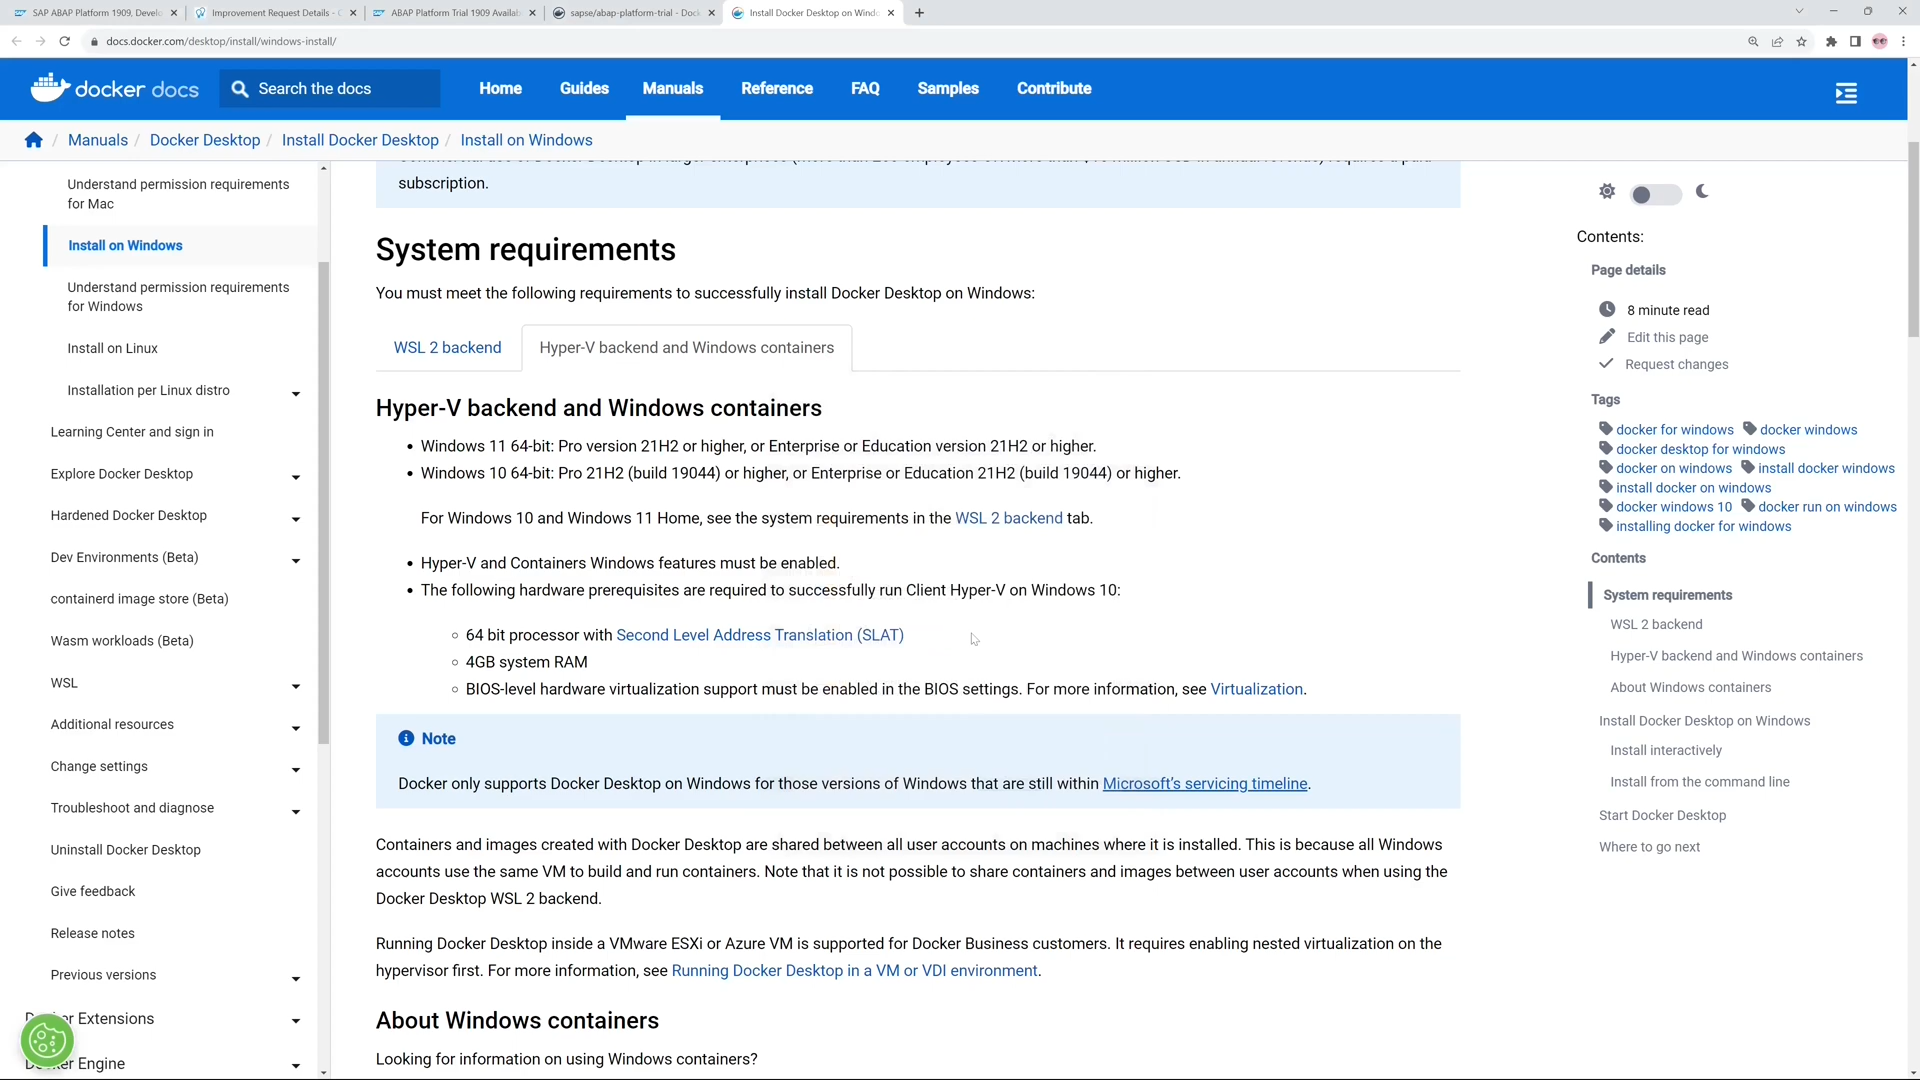 SAP ABAP Platform 1909, Develo
Improvement Request Details - C
ABAP Platform Trial 1909 Availab
sapse/abap-platform-trial - Dock
Install Docker Desktop on Windo
docs.docker.com/desktop/install/windows-install/
docker docs
Search the docs
Home
Guides
Manuals
Reference
FAQ
Samples
Contribute
Manuals / Docker Desktop / Install Docker Desktop / Install on Windows
Understand permission requirements
for Mac
Install on Windows
Understand permission requirements
for Windows
Install on Linux
Installation per Linux distro
Learning Center and sign in
Explore Docker Desktop
Hardened Docker Desktop
Dev Environments (Beta)
containerd image store (Beta)
Wasm workloads (Beta)
WSL
Additional resources
Change settings
Troubleshoot and diagnose
Uninstall Docker Desktop
Give feedback
Release notes
Previous versions
Extensions
Engine
subscription.
System requirements
You must meet the following requirements to successfully install Docker Desktop on Windows:
WSL 2 backend
Hyper-V backend and Windows containers
Hyper-V backend and Windows containers
• Windows 11 64-bit: Pro version 21H2 or higher, or Enterprise or Education version 21H2 or higher.
• Windows 10 64-bit: Pro 21H2 (build 19044) or higher, or Enterprise or Education 21H2 (build 19044) or higher.
For Windows 10 and Windows 11 Home, see the system requirements in the WSL 2 backend tab.
• Hyper-V and Containers Windows features must be enabled.
• The following hardware prerequisites are required to successfully run Client Hyper-V on Windows 10:
64 bit processor with Second Level Address Translation (SLAT)
4GB system RAM
BIOS-level hardware virtualization support must be enabled in the BIOS settings. For more information, see Virtualization.
Note
Docker only supports Docker Desktop on Windows for those versions of Windows that are still within Microsoft's servicing timeline.
Containers and images created with Docker Desktop are shared between all user accounts on machines where it is installed. This is because all Windows
accounts use the same VM to build and run containers. Note that it is not possible to share containers and images between user accounts when using the
Docker Desktop WSL 2 backend.
Running Docker Desktop inside a VMware ESXi or Azure VM is supported for Docker Business customers. It requires enabling nested virtualization on the
hypervisor first. For more information, see Running Docker Desktop in a VM or VDI environment.
About Windows containers
Looking for information on using Windows containers?
Contents:
Page details
8 minute read
Edit this page
Request changes
Tags
docker for windows docker windows
docker desktop for windows
docker on windows install docker windows
install docker on windows
docker windows 10 docker run on windows
installing docker for windows
Contents
System requirements
WSL 2 backend
Hyper-V backend and Windows containers
About Windows containers
Install Docker Desktop on Windows
Install interactively
Install from the command line
Start Docker Desktop
Where to go next